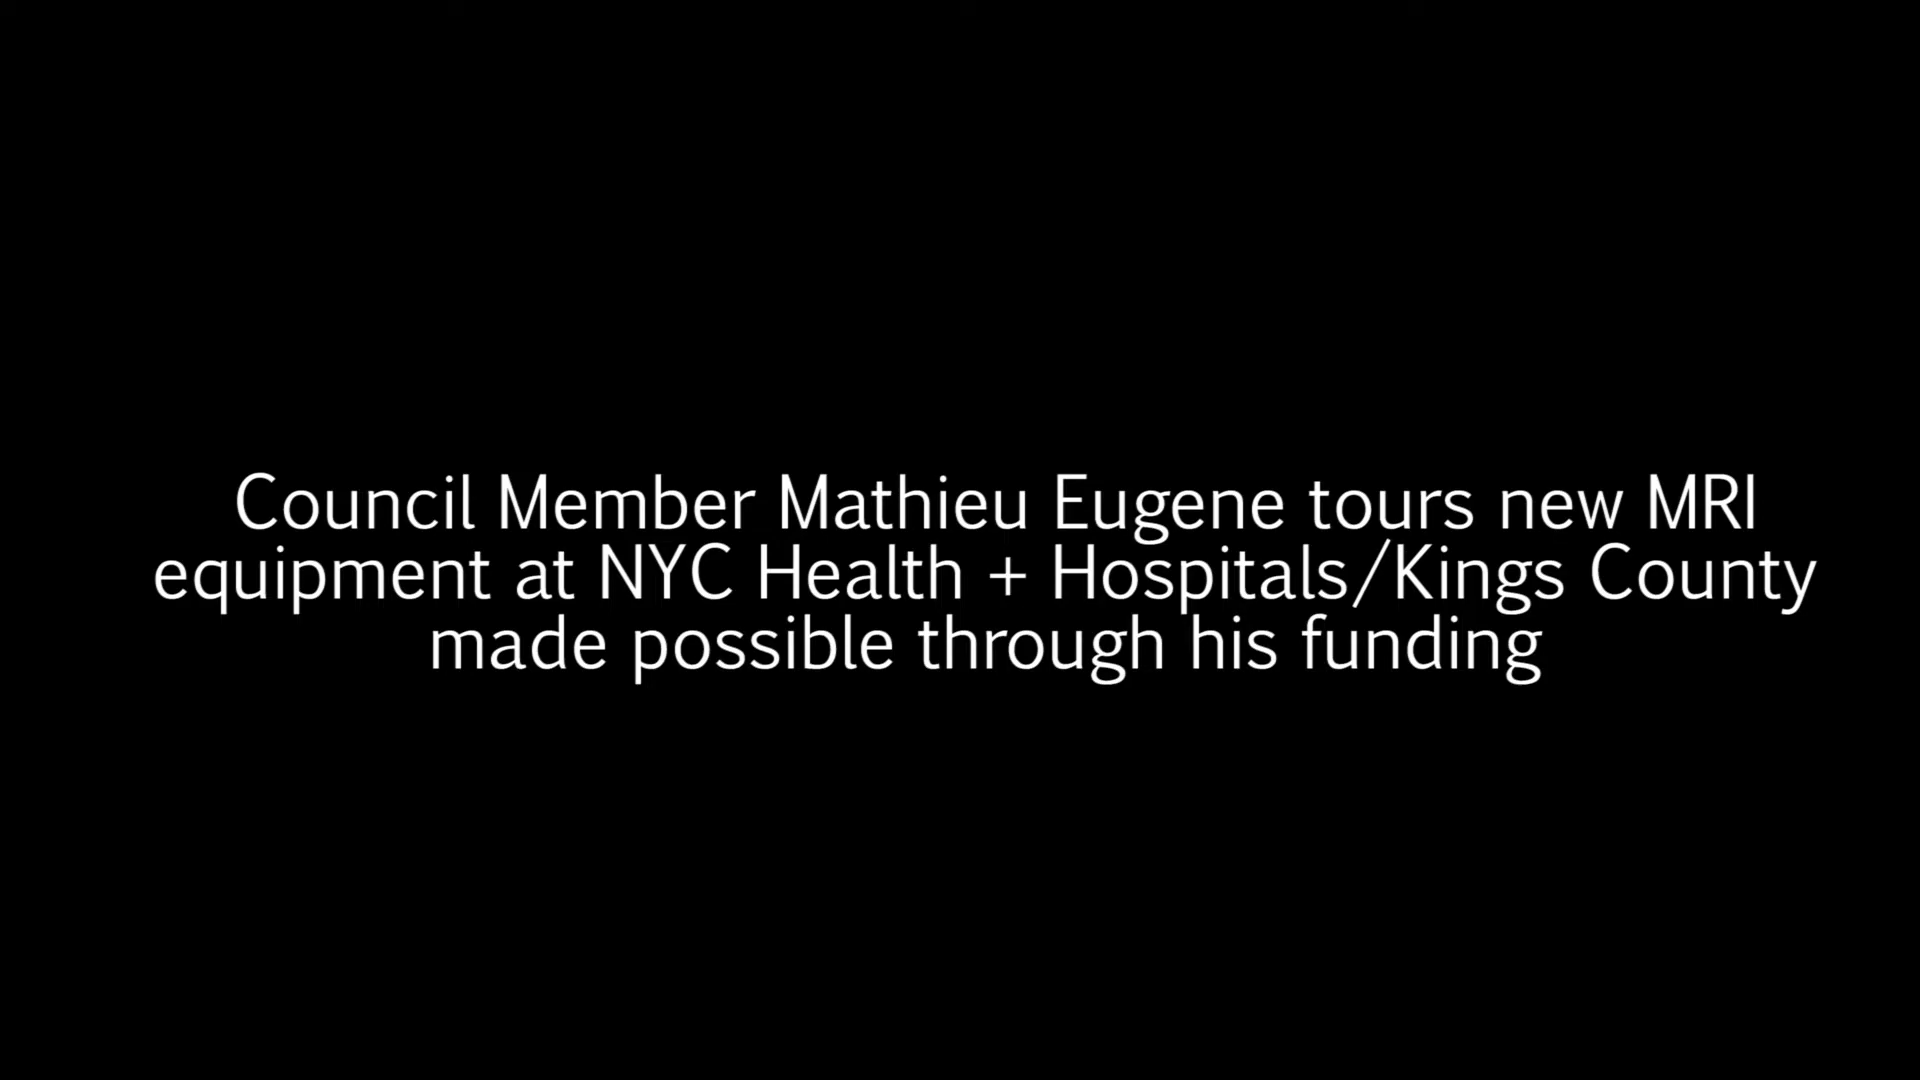 Council Member Mathieu Eugene tours new MRI
equipment at NYC Health + Hospitals/Kings County
made possible through his funding